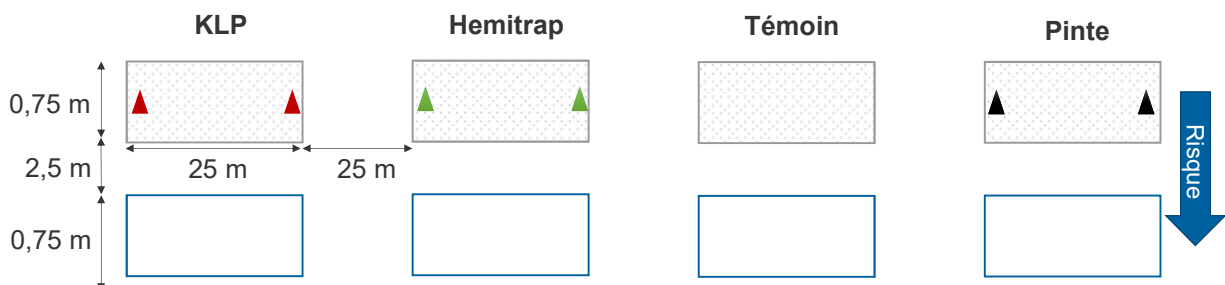 KLP
Hemitrap
Témoin
Pinte
0,75 m
2,5 m
25 m
25 m
0,75 m
Risque